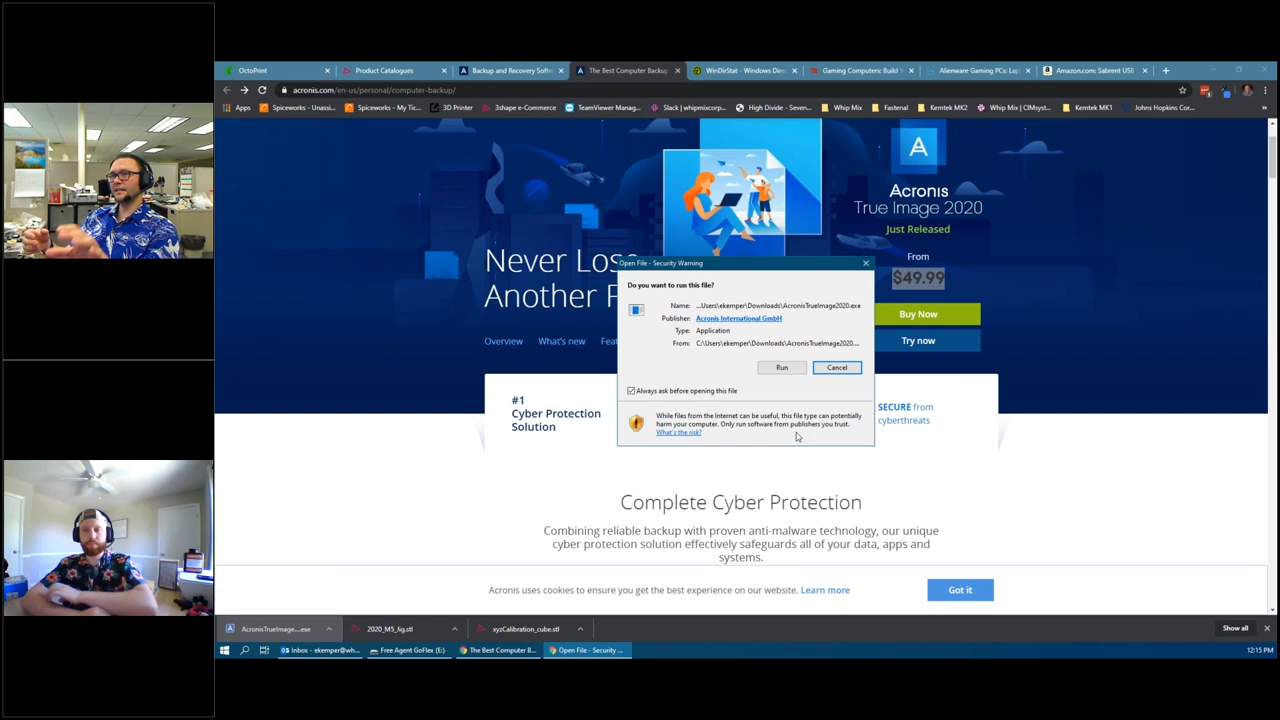 OctoPrint
Product Catalogues
Backup and Recovery Softw
The Best Computer Backup
WinDirStat - Windows Direc
Gaming Computers: Build Y
Alienware Gaming PCs: Lap
Amazon.com: Sabrent USB
acronis.com/en-us/personal/computer-backup/
Apps
Spiceworks - Unassi...
Spiceworks - My Tic...
3D Printer
3shape e-Commerce
TeamViewer Manag...
Slack | whipmixcorp...
High Divide - Seven...
Whip Mix
Fastenal
Kemtek MK2
Whip Mix | CIMsyst...
Kemtek MK1
Johns Hopkins Cor...
Acronis
True Image 2020
Just Released
From
$49.99
Buy Now
Try now
Never Lose
Another F
Overview
What's new
Feat
Open File - Security Warning
Do you want to run this file?
Name: ...Users\ekemper\Downloads\AcronisTrueImage2020.exe
Publisher: Acronis International GmbH
Type: Application
From: C:\Users\ekemper\Downloads\AcronisTrueImage2020....
Run
Cancel
Always ask before opening this file
While files from the Internet can be useful, this file type can potentially
harm your computer. Only run software from publishers you trust.
What's the risk?
#1
Cyber Protection
Solution
SECURE from
cyberthreats
Complete Cyber Protection
Combining reliable backup with proven anti-malware technology, our unique
cyber protection solution effectively safeguards all of your data, apps and
systems.
Acronis uses cookies to ensure you get the best experience on our website. Learn more
Got it
AcronisTrueImage....exe
2020_M5_Jig.stl
xyzCalibration_cube.stl
Show all
Inbox - ekemper@wh...
Free Agent GoFlex (E:)
The Best Computer B...
Open File - Security ...
12:15 PM